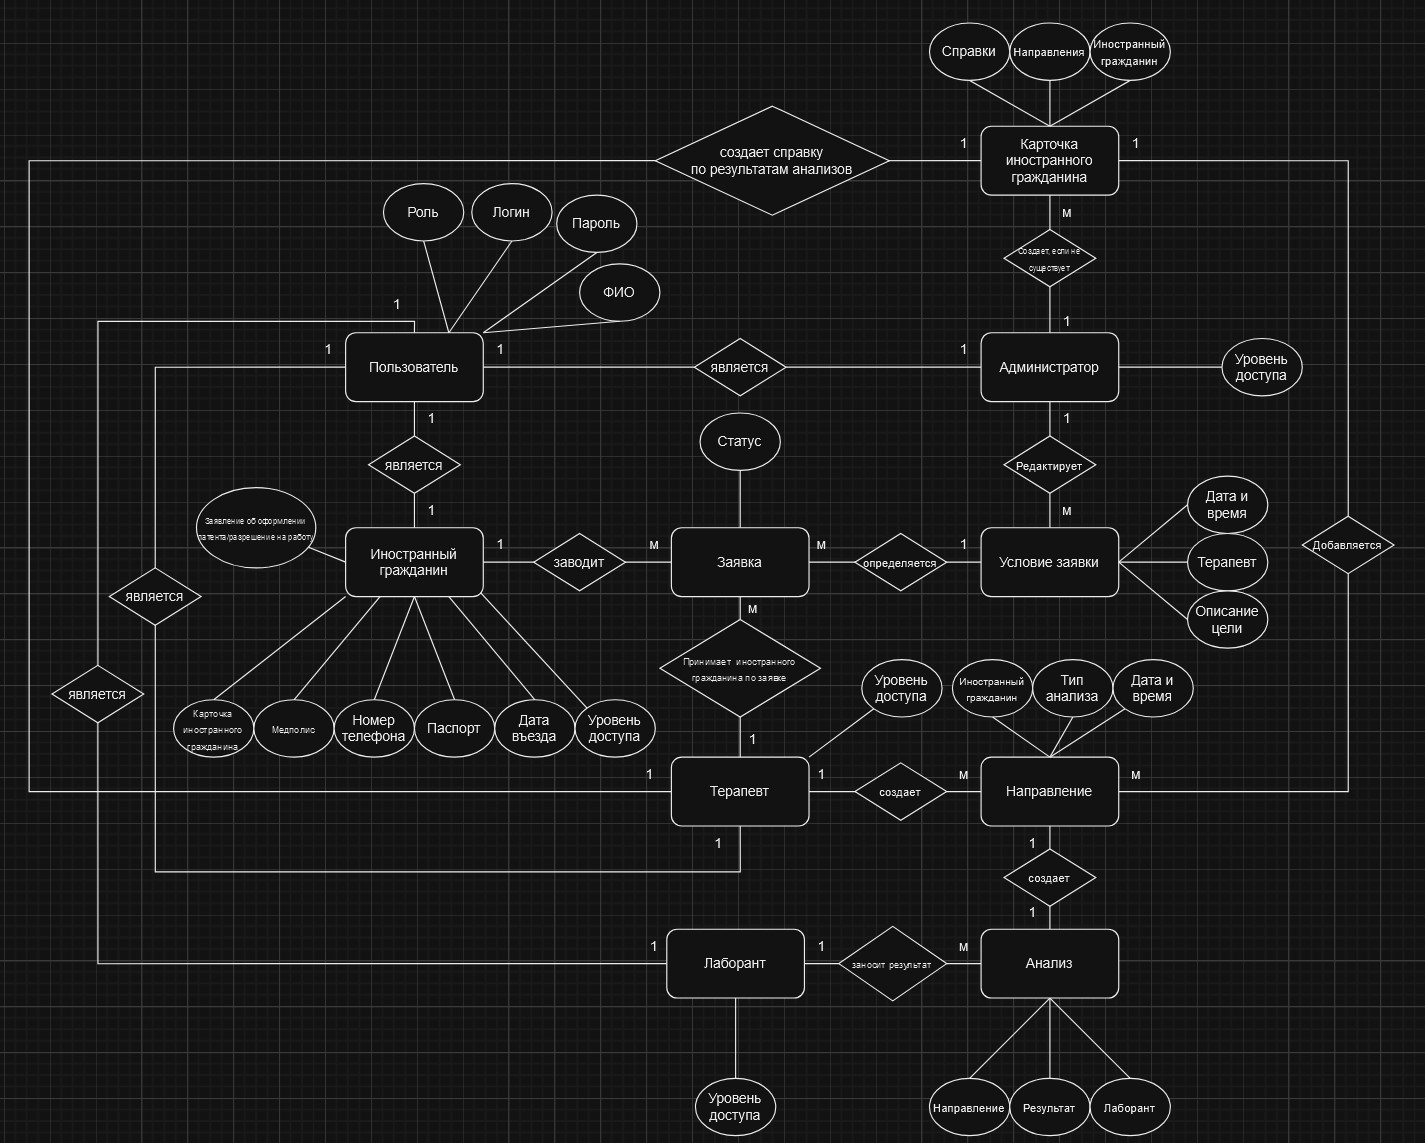 Справки
Направления
Иностранный
гражданин
1
Карточка
иностранного
гражданина
1
создает справку
по результатам анализов
м
Создает, если не
существует
Роль
Логин
Пароль
ФИО
1
1
1
Пользователь
1
является
1
Администратор
Уровень
доступа
1
1
Статус
является
Редактирует
1
м
Заявление об оформлении
патента/разрешение на работу
Дата и
время
1
м
м
1
Иностранный
гражданин
заводит
Заявка
определяется
Условие заявки
Терапевт
Добавляется
является
м
Описание
цели
Принимает иностранного
гражданина по заявке
является
Уровень
доступа
Иностранный
гражданин
Тип
анализа
Дата и
время
Карточка
иностранного
гражданина
Медполис
Номер
телефона
Паспорт
Дата
въезда
Уровень
доступа
1
1
1
м
м
Терапевт
создает
Направление
1
1
создает
1
1
1
м
Лаборант
заносит результат
Анализ
Уровень
доступа
Направление
Результат
Лаборант